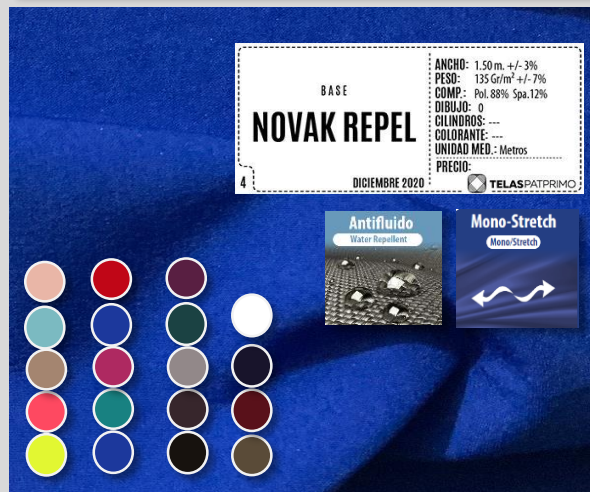 BASE
NOVAK REPEL
4
DICIEMBRE 2020
ANCHO: 1.50 m. +/- 3%
PESO: 135 Gr/m² +/- 7%
COMP.: Pol. 88% Spa.12%
DIBUJO: 0
CILINDROS: ---
COLORANTE: ---
UNIDAD MED.: Metros
PRECIO:
TELASPATPRIMO
Antifluido
Water Repellent
Mono-Stretch
Mono/Stretch